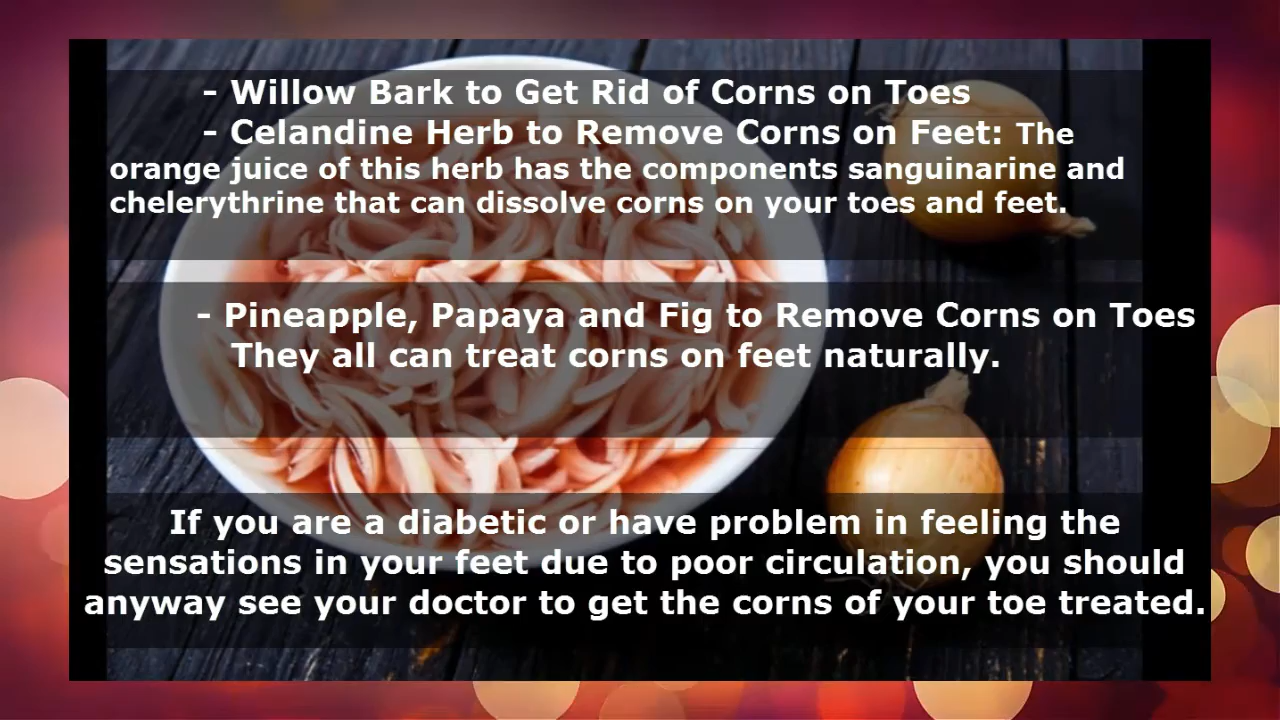 - Willow Bark to Get Rid of Corns on Toes
- Celandine Herb to Remove Corns on Feet: The
orange juice of this herb has the components sanguinarine and
chelerythrine that can dissolve corns on your toes and feet.
- Pineapple, Papaya and Fig to Remove Corns on Toes
They all can treat corns on feet naturally.
If you are a diabetic or have problem in feeling the
sensations in your feet due to poor circulation, you should
anyway see your doctor to get the corns of your toe treated.